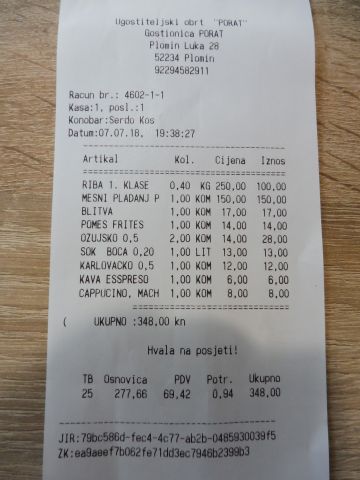 Ugostiteljski obrt "PORAT"
Gostionica PORAT
Plomin Luka 28
52234 Plomin
92294582911
Racun br.: 4602-1-1
Kasa:1, posl.:1
Konobar:Serdo Kos
Datum:07.07.18, 19:38:27
Artikal Kol. Cijena Iznos
RIBA 1. KLASE 0,40 KG 250,00 100,00
MESNI PLADANJ P 1,00 KOM 150,00 150,00
BLITVA 1,00 KOM 17,00 17,00
POMES FRITES 1,00 KOM 14,00 14,00
OZUJSKO 0,5 2,00 KOM 14,00 28,00
SOK BOCA 0,20 1,00 LIT 13,00 13,00
KARLOVACKO 0,5 1,00 KOM 12,00 12,00
KAVA ESSPRESO 1,00 KOM 6,00 6,00
CAPPUCINO, MACH 1,00 KOM 8,00 8,00
( UKUPNO :348,00 kn
Hvala na posjeti!
TB Osnovica PDV Potr. Ukupno
25 277,66 69,42 0,94 348,00
JIR:79bc586d-fec4-4c77-ab2b-0485930039f5
ZK:ea9aeef7b062fe71dd3ec7946b2399b3